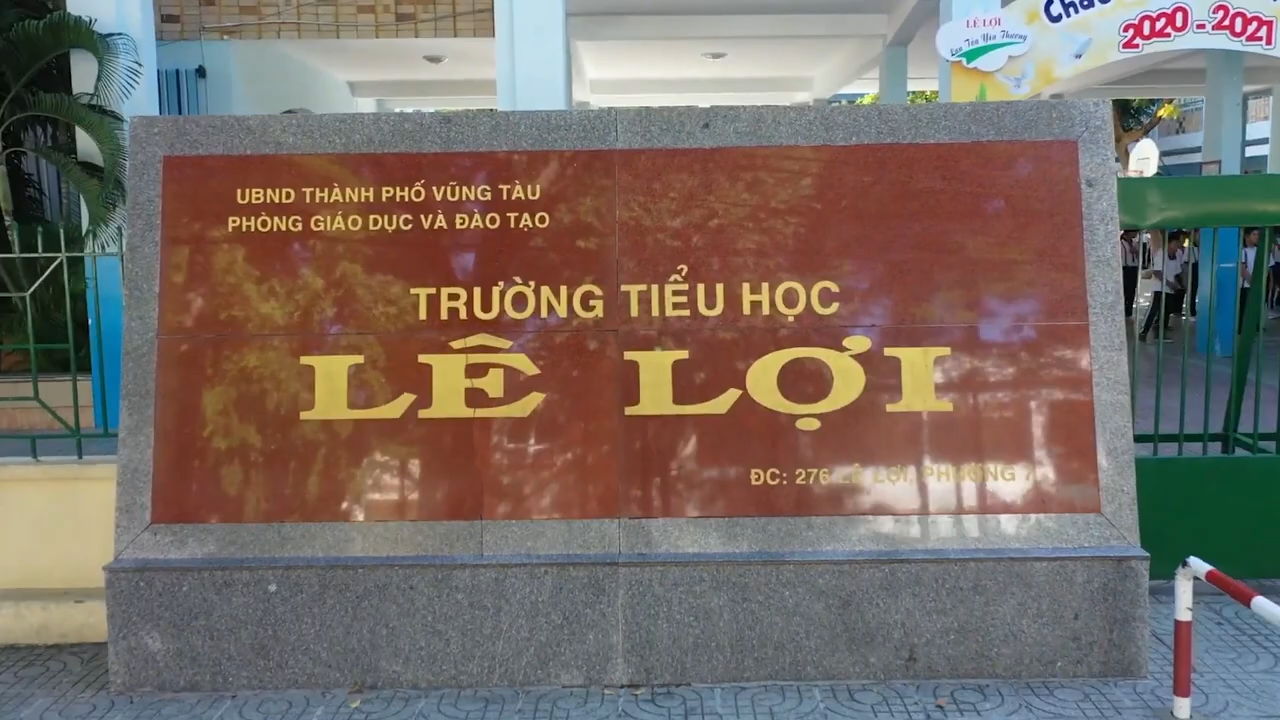 LÊ LỢI
2020 - 2021
UBND THÀNH PHỐ VŨNG TÀU
PHÒNG GIÁO DỤC VÀ ĐÀO TẠO
TRƯỜNG TIỂU HỌC
LÊ LỢI
ĐC: 276 LÊ LỢI, PHƯỜNG 7